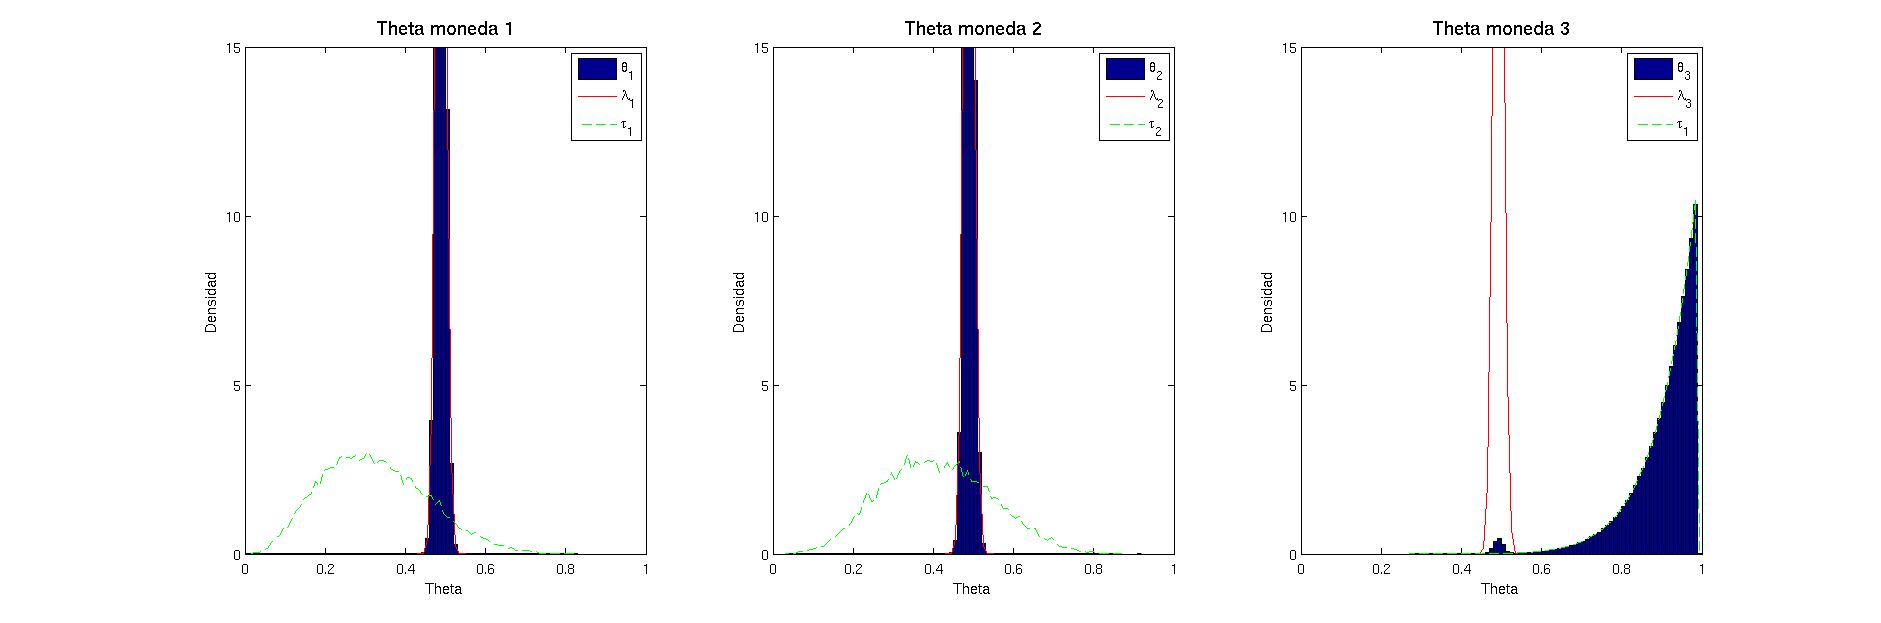 Theta moneda 1
15
10
5
0
Densidad
0 0.2 0.4 0.6 0.8 1
Theta
θ1
λ1
τ1
Theta moneda 2
15
10
5
0
Densidad
0 0.2 0.4 0.6 0.8 1
Theta
θ2
λ2
τ2
Theta moneda 3
15
10
5
0
Densidad
0 0.2 0.4 0.6 0.8 1
Theta
θ3
λ3
τ1